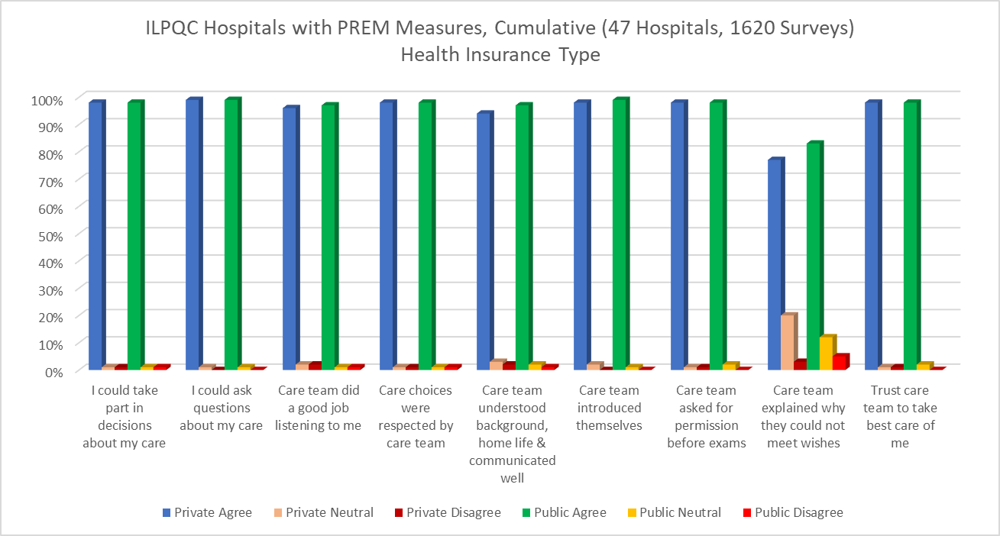 ILPQC Hospitals with PREM Measures, Cumulative (47 Hospitals, 1620 Surveys)
Health Insurance Type
100%
90%
80%
70%
60%
50%
40%
30%
20%
10%
0%
I could take
part in
decisions
about my care
I could ask
questions
about my care
Care team did
a good job
listening to me
Care choices
were
respected by
care team
Care team
understood
background,
home life &
communicated
well
Care team
introduced
themselves
Care team
asked for
permission
before exams
Care team
explained why
they could not
meet wishes
Trust care
team to take
best care of
me
Private Agree
Private Neutral
Private Disagree
Public Agree
Public Neutral
Public Disagree